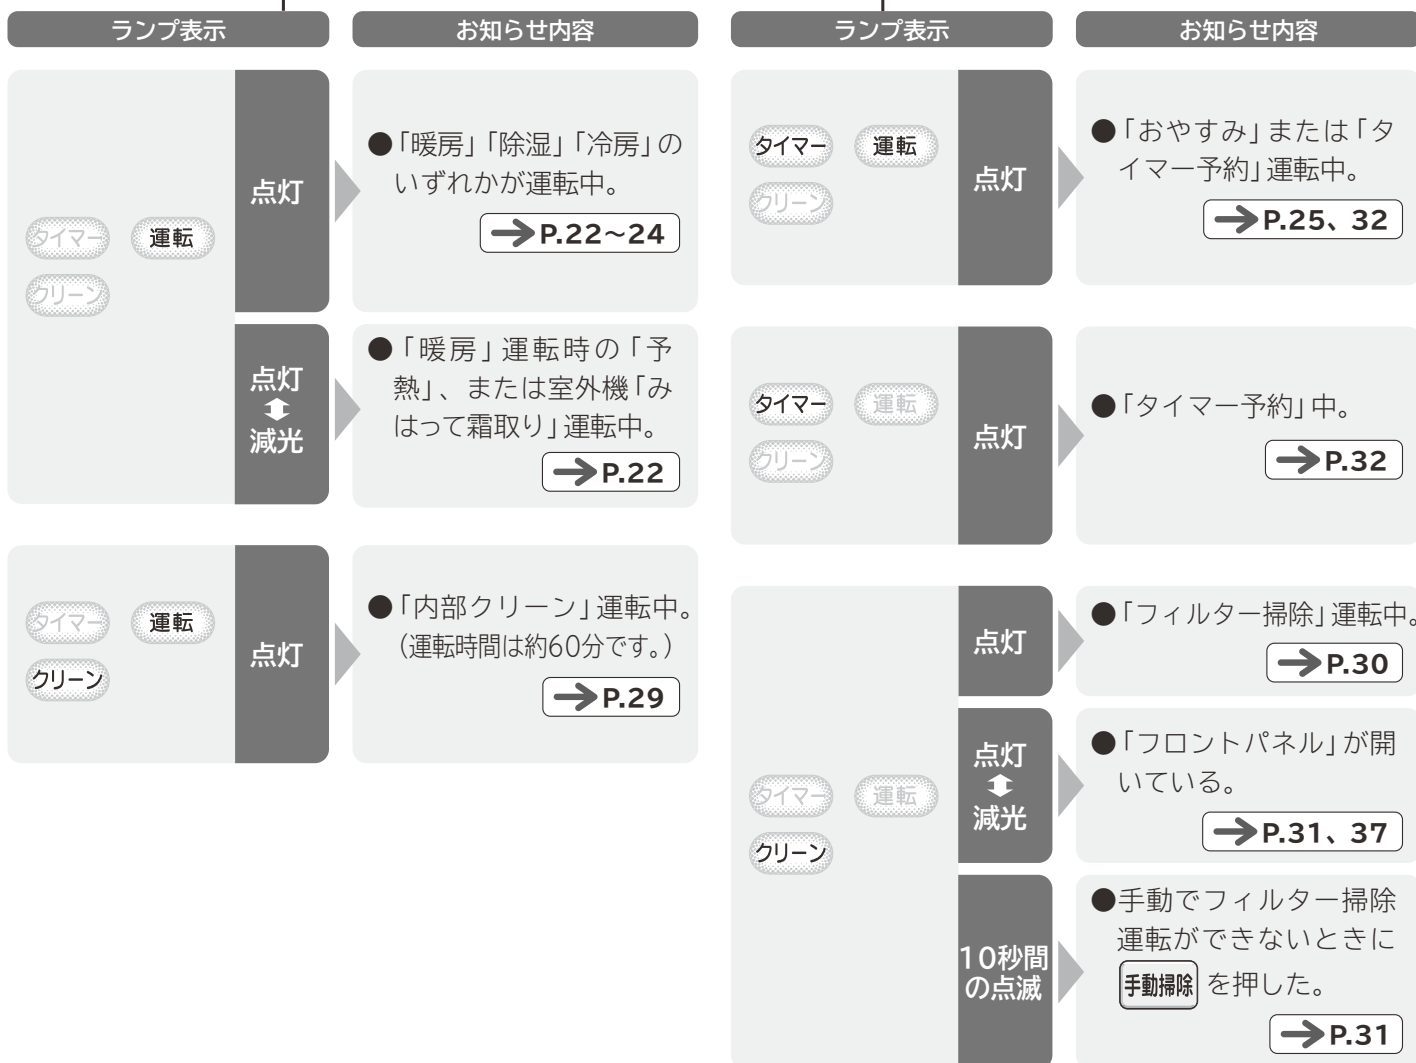 ランプ表示
お知らせ内容
タイマー 運転
クリーン
点灯
●「暖房」「除湿」「冷房」の
いずれかが運転中。
➔P.22~24
点灯
⬍
減光
●「暖房」運転時の「予
熱」、または室外機「み
はって霜取り」運転中。
➔P.22
タイマー 運転
クリーン
点灯
●「内部クリーン」運転中。
(運転時間は約60分です。)
➔P.29
ランプ表示
お知らせ内容
タイマー 運転
クリーン
点灯
●「おやすみ」または「タ
イマー予約」運転中。
➔P.25、32
タイマー 運転
クリーン
点灯
●「タイマー予約」中。
➔P.32
タイマー 運転
クリーン
点灯
●「フィルター掃除」運転中。
➔P.30
点灯
⬍
減光
●「フロントパネル」が開
いている。
➔P.31、37
10秒間
の点滅
●手動でフィルター掃除
運転ができないときに
手動掃除 を押した。
➔P.31